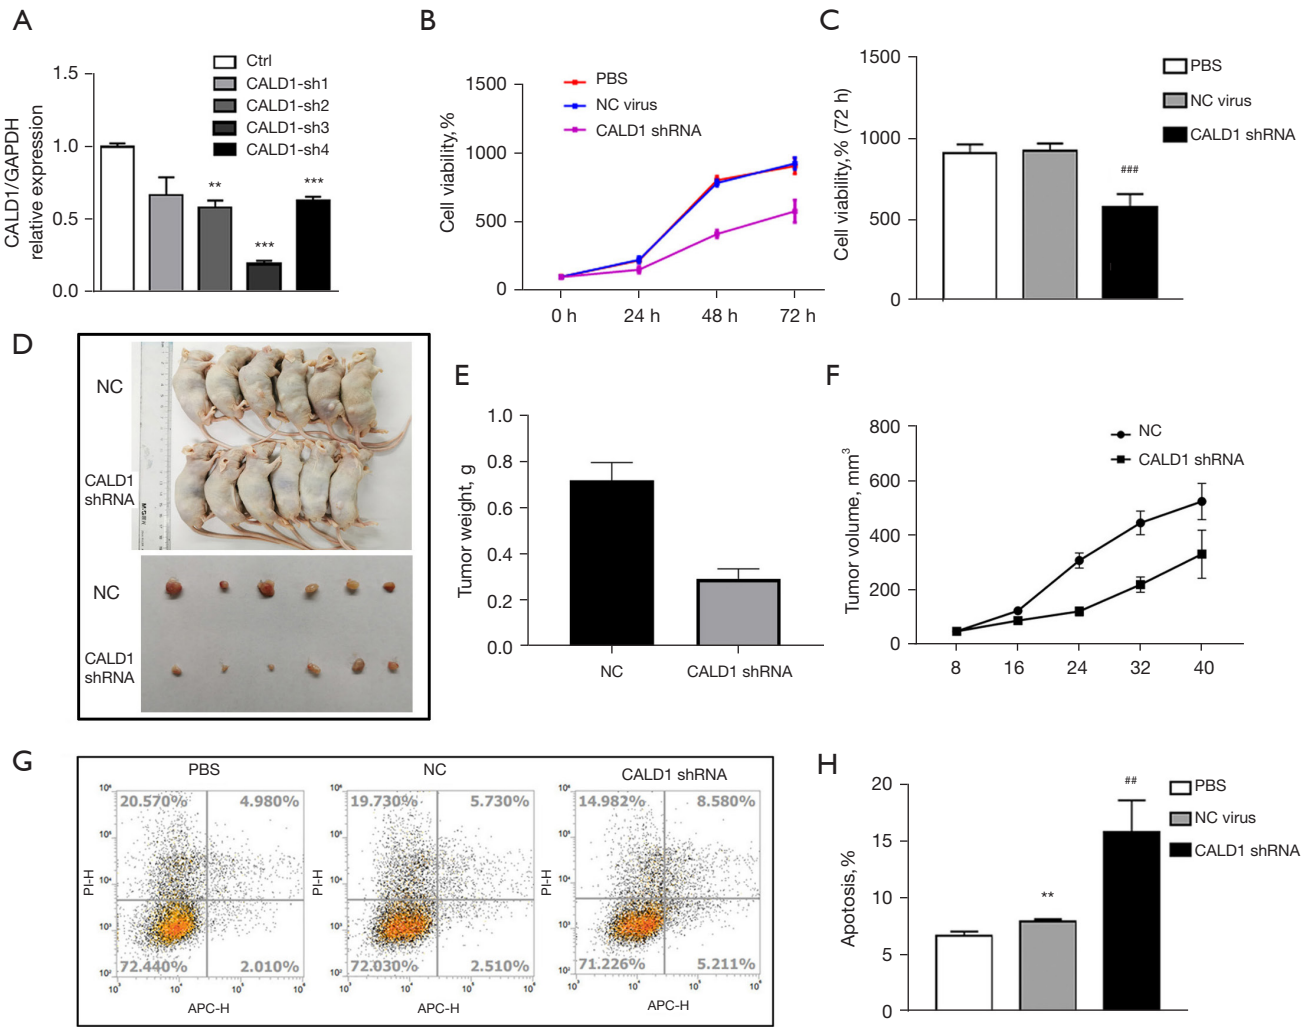 A
CALD1/GAPDH
relative expression
1.5
1.0
0.5
0.0
Ctrl
CALD1-sh1
CALD1-sh2
CALD1-sh3
CALD1-sh4
**
***
***
B
Cell viability, %
1500
1000
500
0
PBS
NC virus
CALD1 shRNA
0 h
24 h
48 h
72 h
C
Cell viability, % (72 h)
1500
1000
500
0
###
PBS
NC virus
CALD1 shRNA
D
NC
CALD1
shRNA
NC
CALD1
shRNA
E
Tumor weight, g
1.0
0.8
0.6
0.4
0.2
0.0
NC
CALD1 shRNA
F
Tumor volume, mm³
800
600
400
200
0
NC
CALD1 shRNA
8
16
24
32
40
G
PBS
20.570%
4.980%
72.440%
2.010%
PI-H
APC-H
NC
19.730%
5.730%
72.030%
2.510%
PI-H
APC-H
CALD1 shRNA
14.982%
8.580%
71.226%
5.211%
PI-H
APC-H
H
Apotosis, %
20
15
10
5
0
**
##
PBS
NC virus
CALD1 shRNA